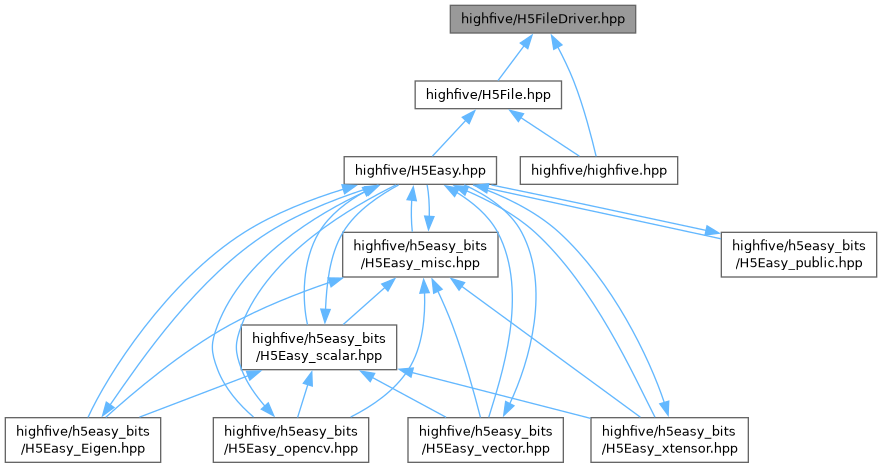 highfive/H5FileDriver.hpp
highfive/H5File.hpp
highfive/H5Easy.hpp
highfive/highfive.hpp
highfive/h5easy_bits
/H5Easy_misc.hpp
highfive/h5easy_bits
/H5Easy_public.hpp
highfive/h5easy_bits
/H5Easy_scalar.hpp
highfive/h5easy_bits
/H5Easy_Eigen.hpp
highfive/h5easy_bits
/H5Easy_opencv.hpp
highfive/h5easy_bits
/H5Easy_vector.hpp
highfive/h5easy_bits
/H5Easy_xtensor.hpp